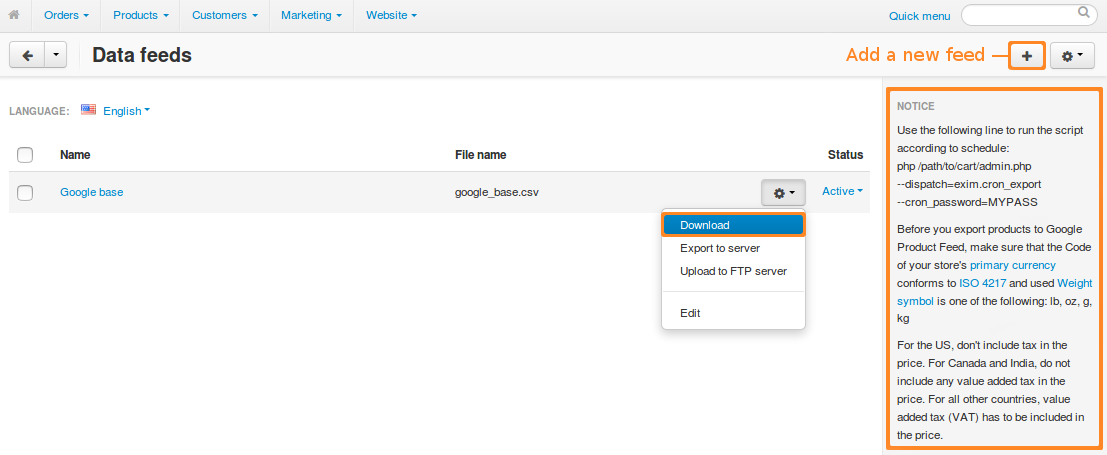 Orders Products Customers Marketing Website Quick menu
Data feeds Add a new feed
LANGUAGE: English
Name File name Status
Google base google_base.csv Active
Download
Export to server
Upload to FTP server
Edit
NOTICE
Use the following line to run the script
according to schedule:
php /path/to/cart/admin.php
--dispatch=exim.cron_export
--cron_password=MYPASS
Before you export products to Google
Product Feed, make sure that the Code
of your store's primary currency
conforms to ISO 4217 and used Weight
symbol is one of the following: lb, oz, g,
kg
For the US, don't include tax in the
price. For Canada and India, do not
include any value added tax in the
price. For all other countries, value
added tax (VAT) has to be included in
the price.